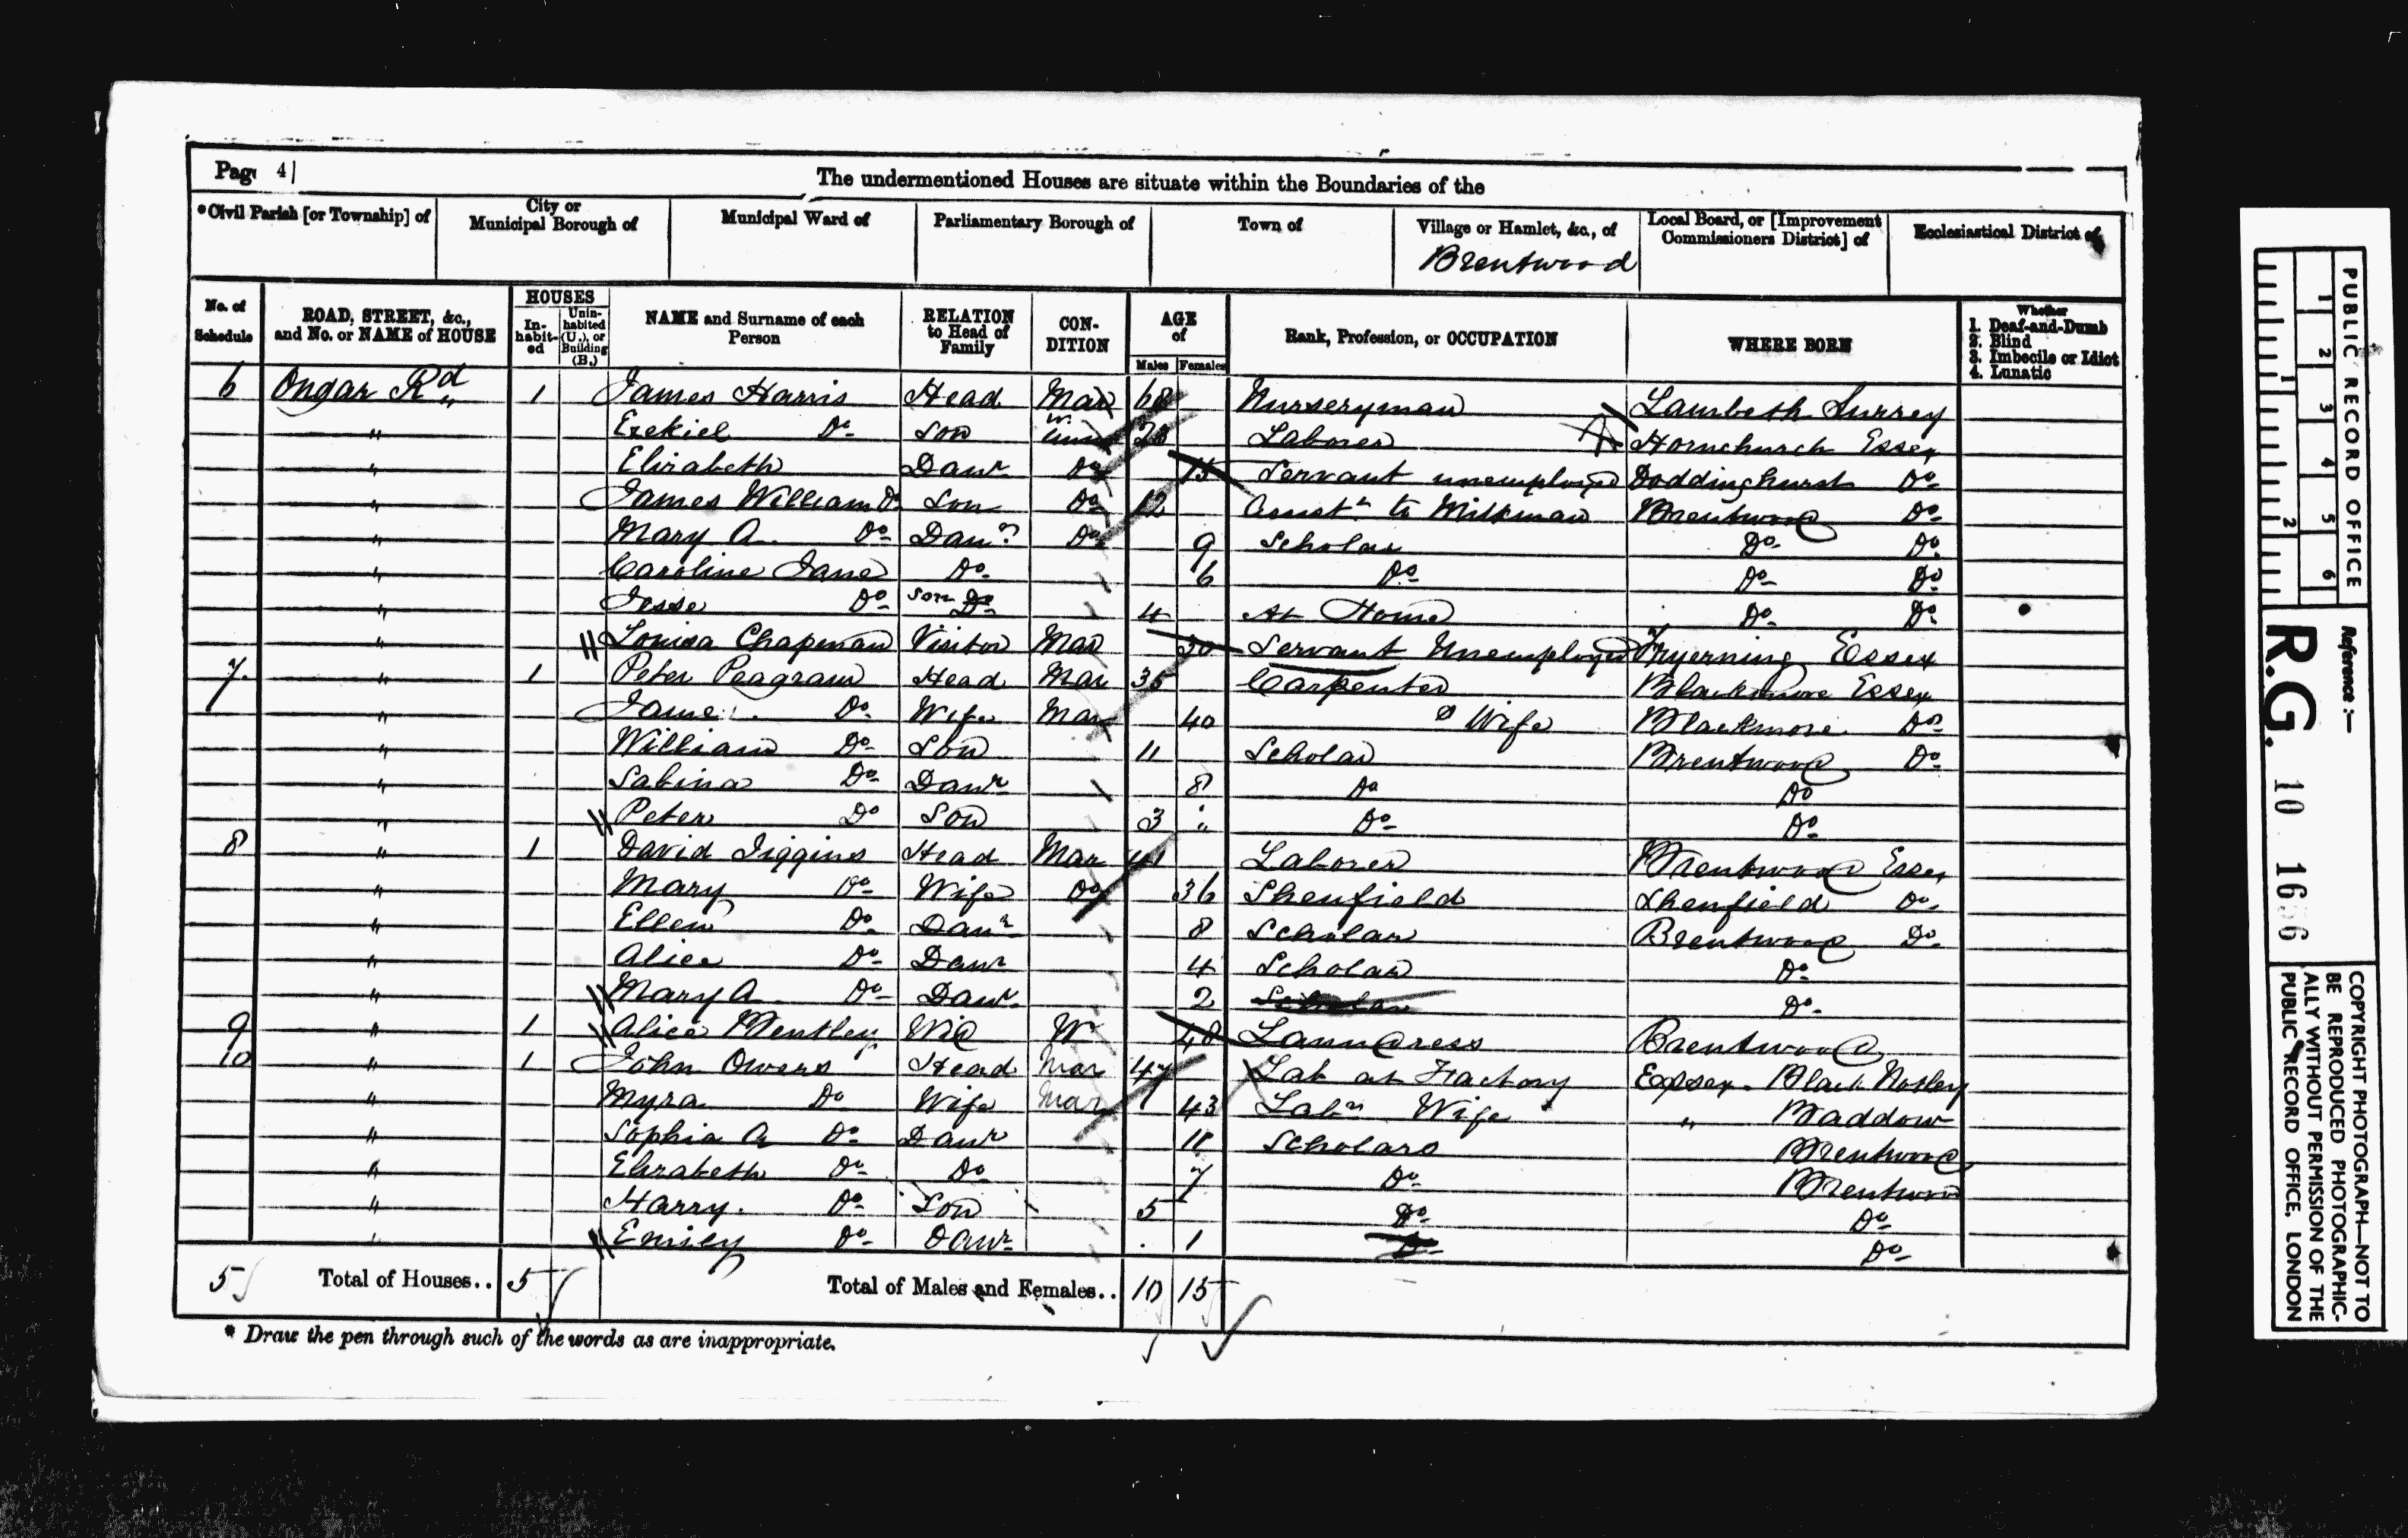 Page 4
The undermentioned Houses are situate within the Boundaries of the
*Civil Parish [or Township] of | City or Municipal Borough of | Municipal Ward of | Parliamentary Borough of | Town of | Village or Hamlet, &c., of Brentwood | Local Board, or [Improvement Commissioners District] of | Ecclesiastical District of
No. of Schedule | ROAD, STREET, &c., and No. or NAME of HOUSE | HOUSES Inhabited | Uninhabited (U.), or Building (B.) | NAME and Surname of each Person | RELATION to Head of Family | CONDITION | AGE of Males | Females | Rank, Profession, or OCCUPATION | WHERE BORN | Whether 1. Deaf-and-Dumb 2. Blind 3. Imbecile or Idiot 4. Lunatic
6 Ongar Rd 1 James Harris Head Mar 68 Nurseryman Lambeth Surrey
" Ezekiel Do Son Laborer Hornchurch Essex
" Elizabeth Daur Do 15 Servant unemployed Doddinghurst Do
" James William Do Son Do 12 Assistt to Milkman Brentwood Do
" Mary A. Do Daur Do 9 Scholar Do Do
" Caroline Jane Do 6 Do Do Do
" Jesse Do Son Do 4 At Home Do Do
" Louisa Chapman Visitor Mar 30 Servant Unemployed Fryerning Essex
7 " 1 Peter Peagram Head Mar 35 Carpenter Blackmore Essex
" Jane Do Wife Mar 40 Do Wife Blackmore Do
" William Do Son 11 Scholar Brentwood Do
" Sabina Do Daur 8 Do Do
" Peter Do Son 3 " Do Do
8 " 1 David Jiggins Head Mar 41 Laborer Brentwood Essex
" Mary Do Wife Do 36 Shenfield Shenfield Do
" Ellen Do Daur 8 Scholar Brentwood Do
" Alice Do Daur 4 Scholar Do
" Mary A Do Daur 2 Scholar Do
9 " 1 Alice Bentley Wid W 48 Laundress Brentwood
10 " 1 John Owers Head Mar 47 Lab at Factory Essex Black Notley
" Myra Do Wife Mar 43 Labr Wife " Baddow
" Sophia A Do Daur 11 Scholars Brentwood
" Elizabeth Do Do 7 Do Brentwood
" Harry Do Son 5 Do Do
" Emily Do Daur 1 Do Do
5 Total of Houses.. 5 Total of Males and Females.. 10 15
* Draw the pen through such of the words as are inappropriate.
PUBLIC RECORD OFFICE
1 2 3 4 5 6
1 2
Reference :—
R.G. 10 1656
COPYRIGHT PHOTOGRAPH—NOT TO
BE REPRODUCED PHOTOGRAPHIC-
ALLY WITHOUT PERMISSION OF THE
PUBLIC RECORD OFFICE, LONDON